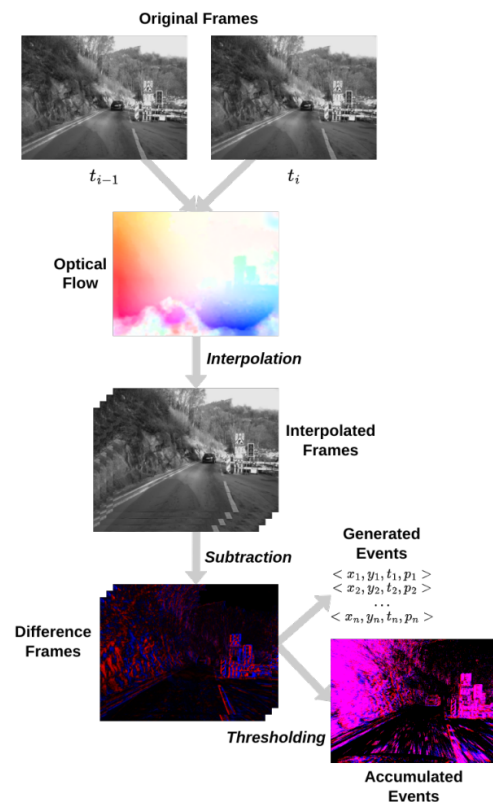 Original Frames
t_{i-1}
t_i
Optical
Flow
Interpolation
Interpolated
Frames
Subtraction
Generated
Events
< x_1, y_1, t_1, p_1 >
< x_2, y_2, t_2, p_2 >
...
< x_n, y_n, t_n, p_n >
Difference
Frames
Thresholding
Accumulated
Events